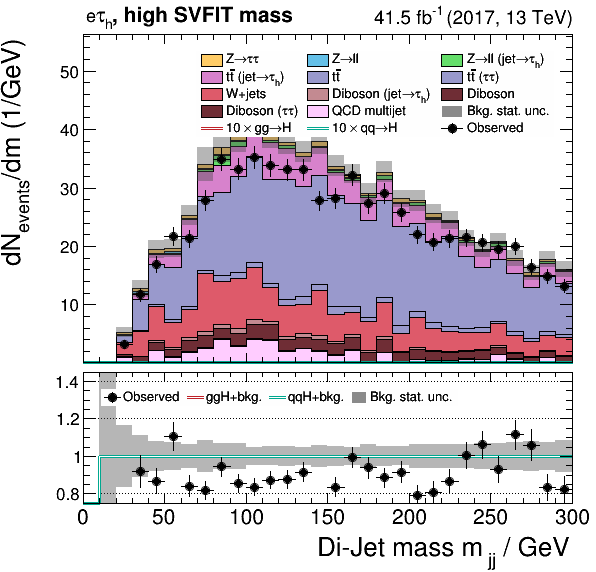 eτh, high SVFIT mass 41.5 fb⁻¹ (2017, 13 TeV)
dNevents/dm (1/GeV)
50
40
30
20
10
Z→ττ Z→ll Z→ll (jet→τh)
tt̄ (jet→τh) tt̄ tt̄ (ττ)
W+jets Diboson (jet→τh) Diboson
Diboson (ττ) QCD multijet Bkg. stat. unc.
10 × gg→H 10 × qq→H Observed
1.4
1.2
1
0.8
Observed ggH+bkg. qqH+bkg. Bkg. stat. unc.
0 50 100 150 200 250 300
Di-Jet mass mjj / GeV